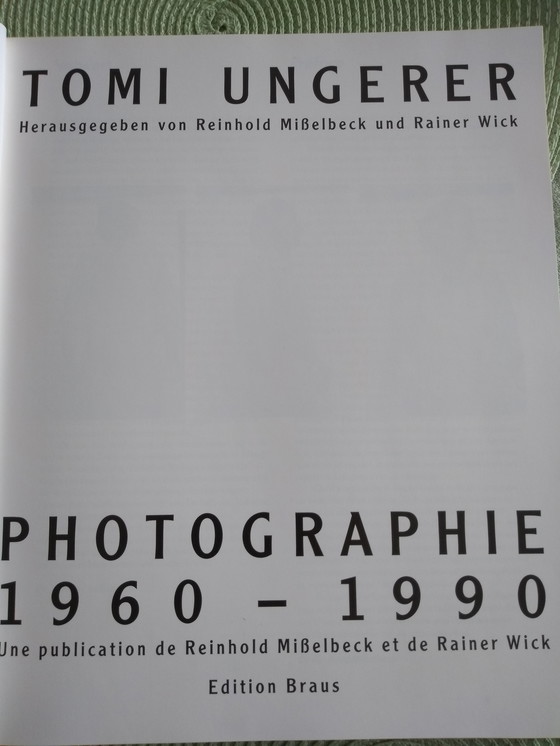 TOMI UNGERER
Herausgegeben von Reinhold Mißelbeck und Rainer Wick
PHOTOGRAPHIE
1960 – 1990
Une publication de Reinhold Mißelbeck et de Rainer Wick
Edition Braus